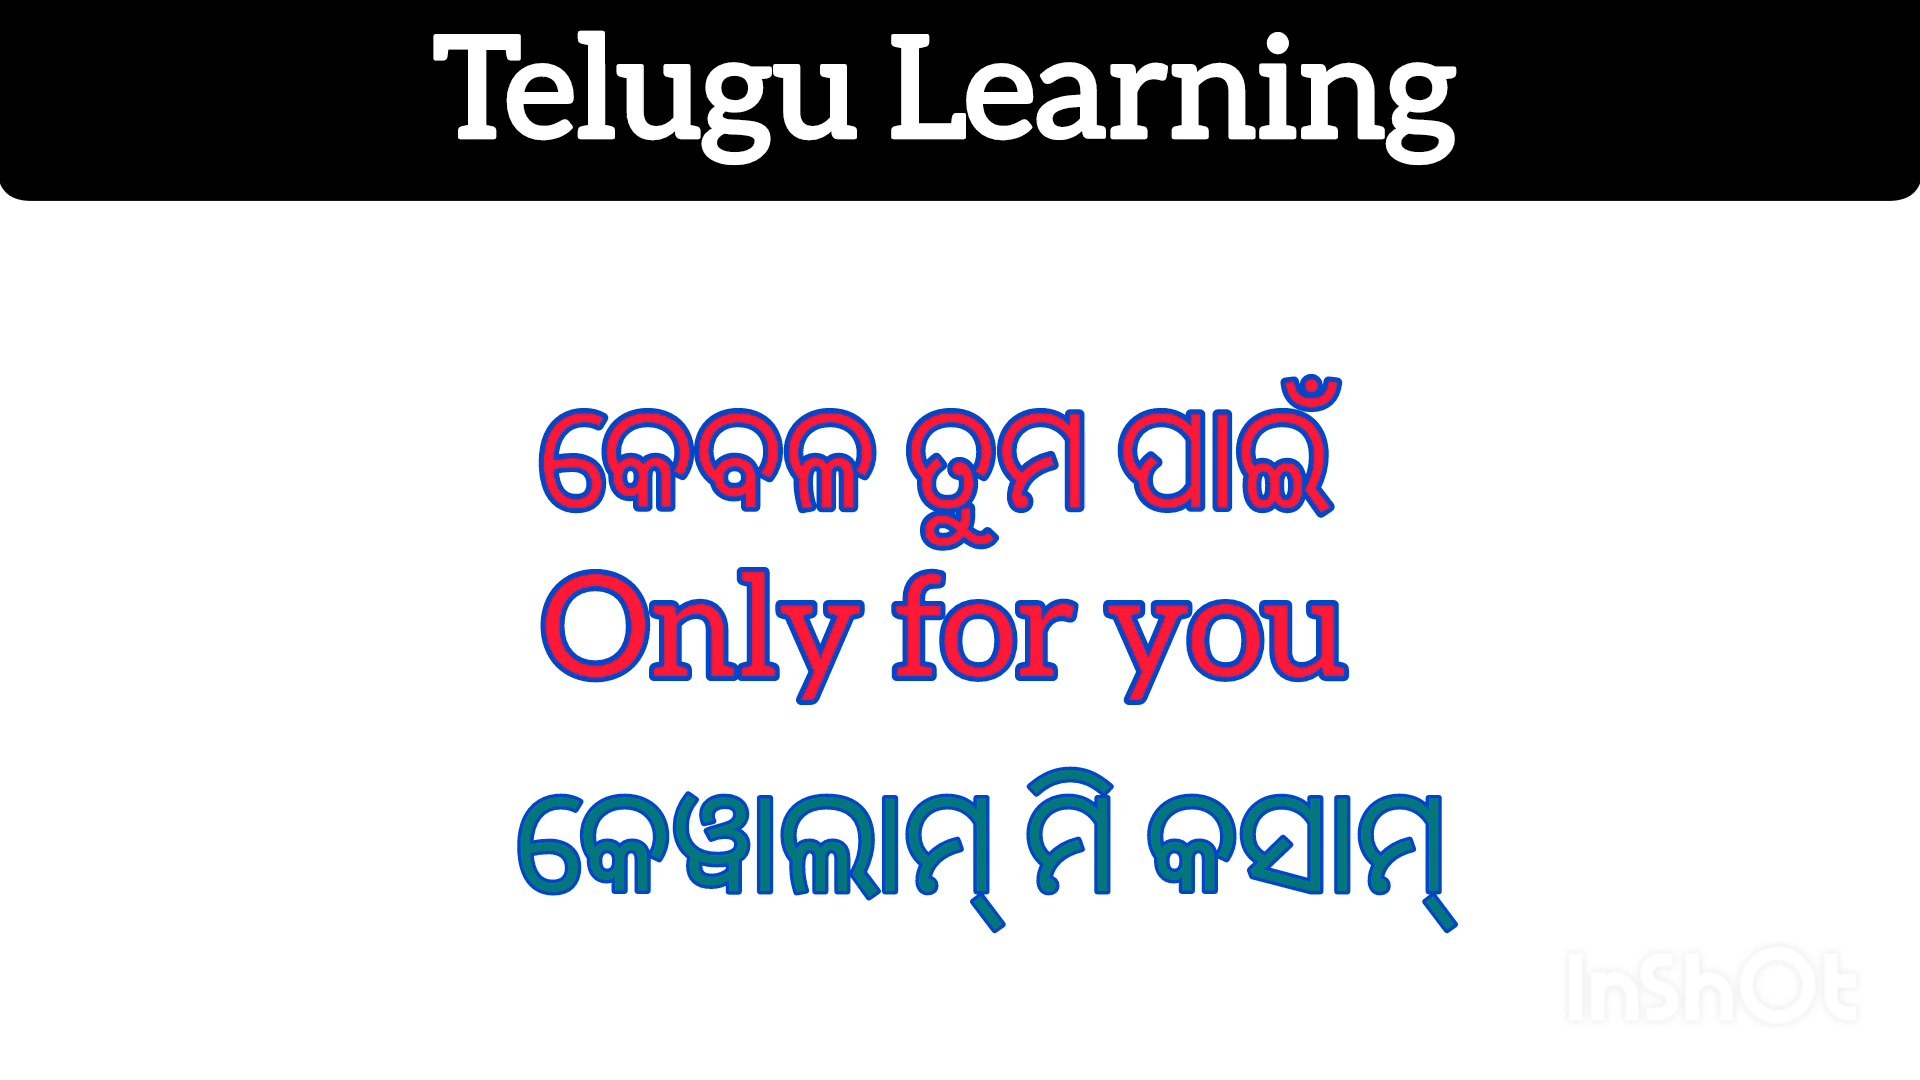 Telugu Learning
କେବଳ ତୁମ ପାଇଁ
Only for you
କେୱାଲାମ୍ ମି କସାମ୍
InShOt